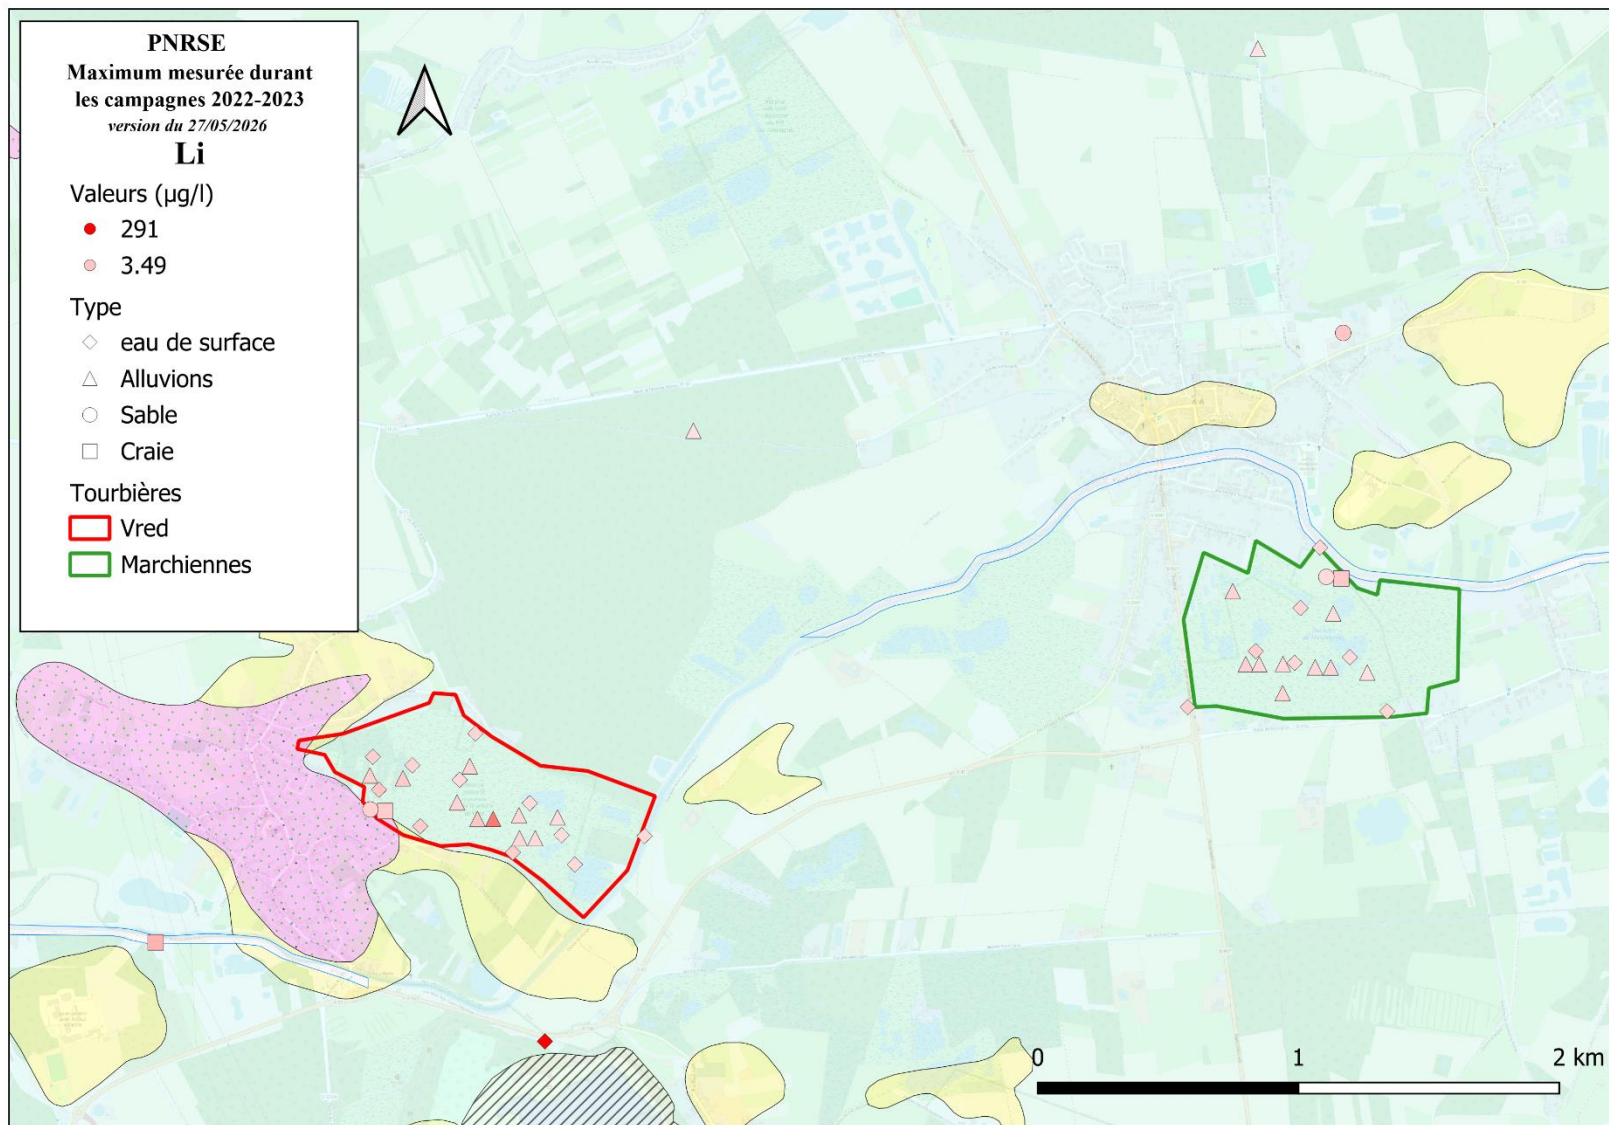 PNRSE
Maximum mesurée durant
les campagnes 2022-2023
version du 27/05/2026
Li
Valeurs (µg/l)
291
3.49
Type
eau de surface
Alluvions
Sable
Craie
Tourbières
Vred
Marchiennes
0 1 2 km